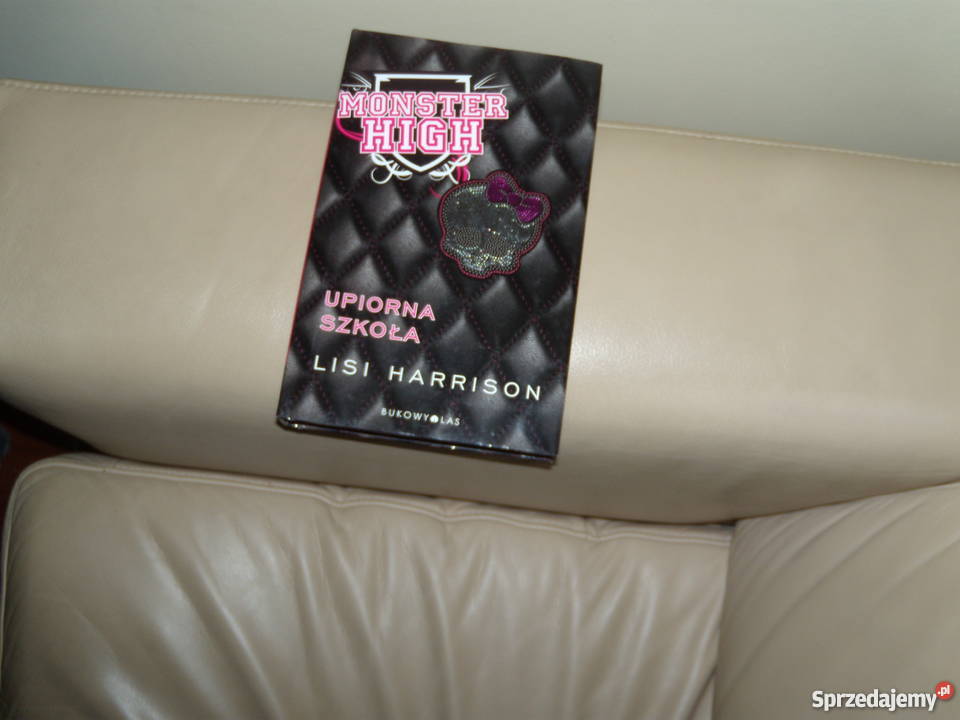 MONSTER
HIGH
UPIORNA
SZKOŁA
LISI HARRISON
BUKOWY LAS
Sprzedajemy.pl